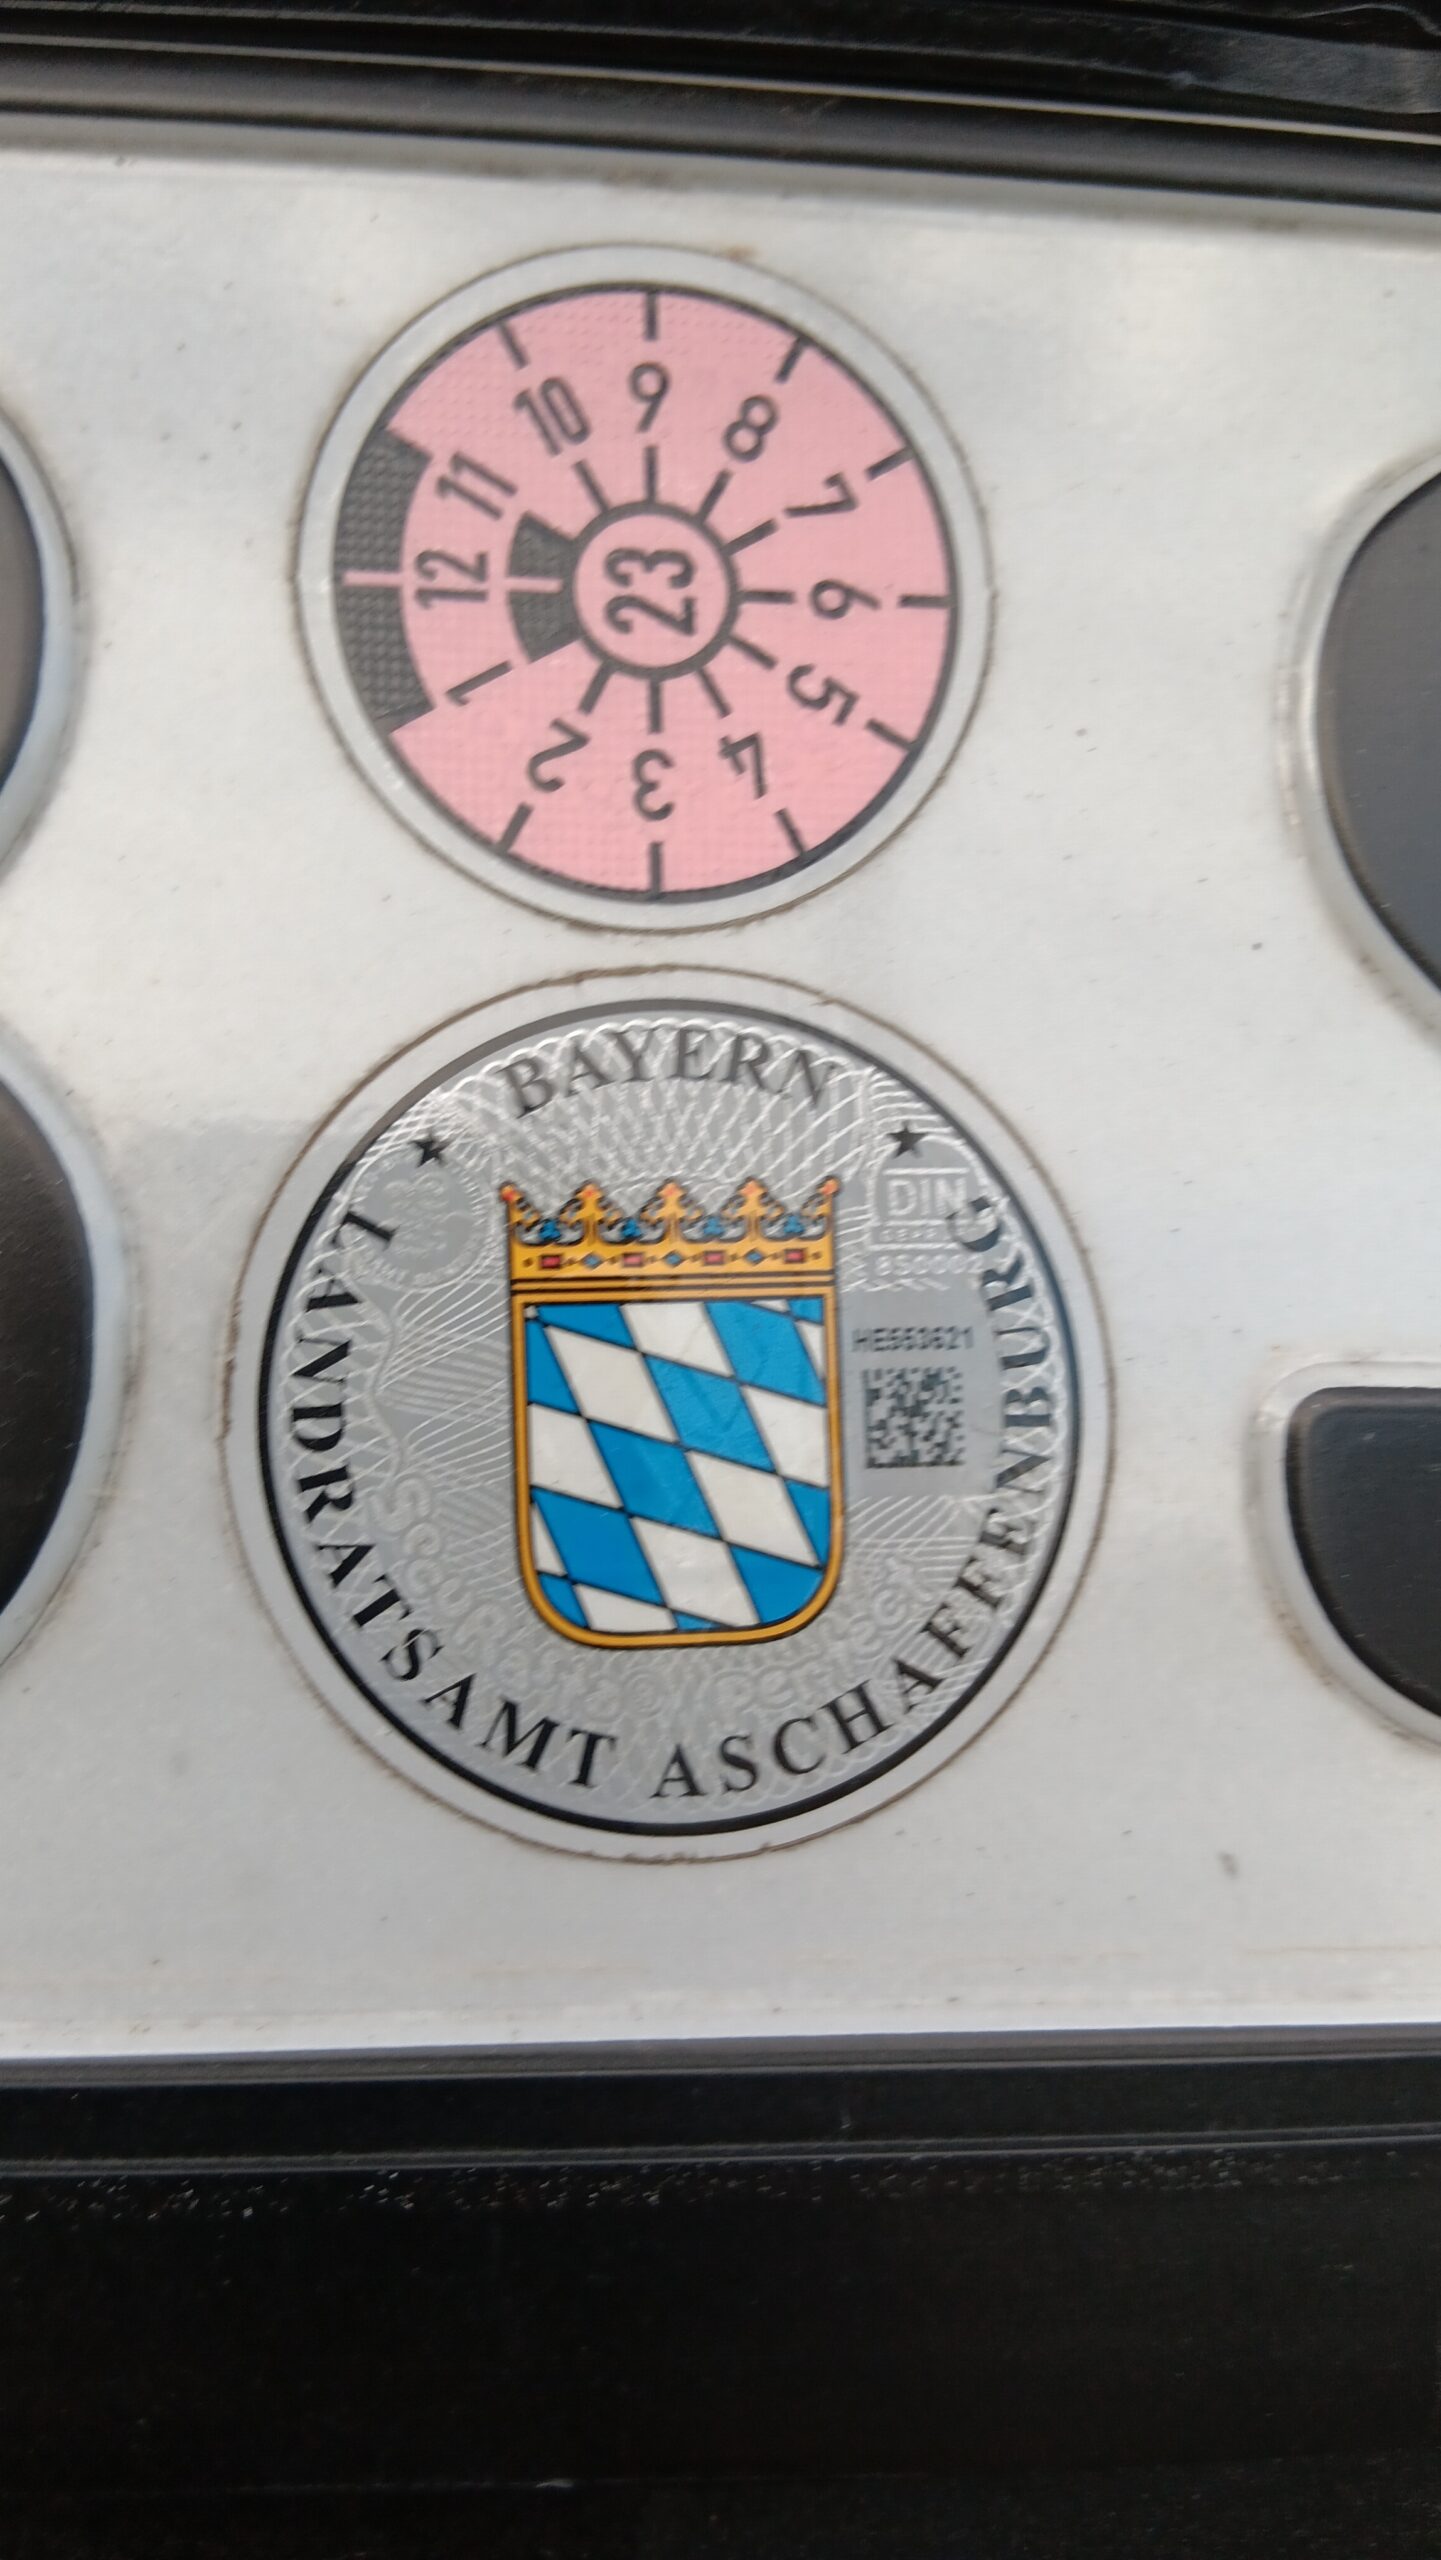 10 9 8
11 7
12 23 6
1 5
2 3 4
BAYERN
DIN
HE553621
LANDRATSAMT ASCHAFFENBURG